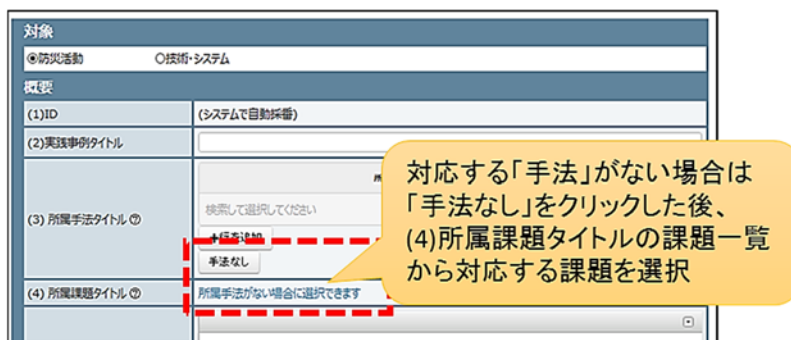 対象
◉防災活動 ○技術・システム
概要
(1)ID (システムで自動採番)
(2)実践事例タイトル
(3) 所属手法タイトル ?
検索して選択してください
+行を追加
手法なし
(4) 所属課題タイトル ? 所属手法がない場合に選択できます
対応する「手法」がない場合は
「手法なし」をクリックした後、
(4)所属課題タイトルの課題一覧
から対応する課題を選択